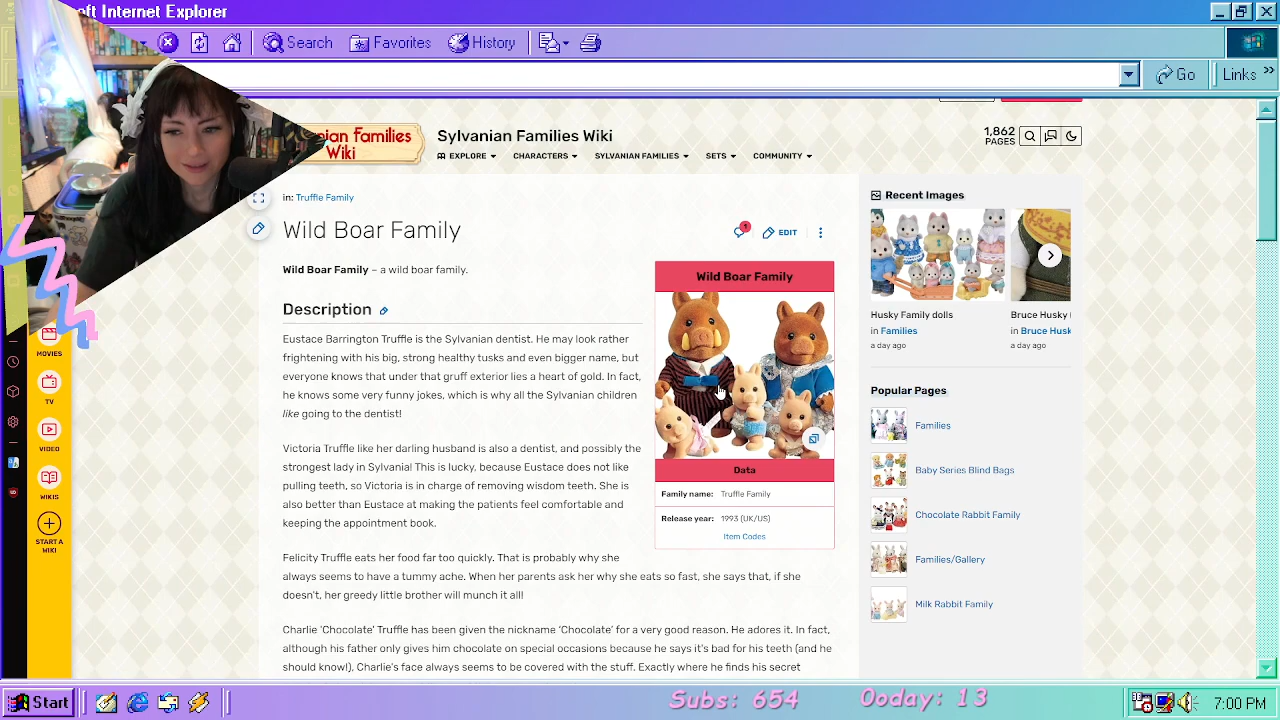 oft Internet Explorer
Search
Favorites
History
Go
Links »
anian Families
Wiki
Sylvanian Families Wiki
1,862
PAGES
EXPLORE
CHARACTERS
SYLVANIAN FAMILIES
SETS
COMMUNITY
in: Truffle Family
Wild Boar Family
1
EDIT
Wild Boar Family – a wild boar family.
Description
Eustace Barrington Truffle is the Sylvanian dentist. He may look rather
frightening with his big, strong healthy tusks and even bigger name, but
everyone knows that under that gruff exterior lies a heart of gold. In fact,
he knows some very funny jokes, which is why all the Sylvanian children
like going to the dentist!
Victoria Truffle like her darling husband is also a dentist, and possibly the
strongest lady in Sylvania! This is lucky, because Eustace does not like
pulling teeth, so Victoria is in charge of removing wisdom teeth. She is
also better than Eustace at making the patients feel comfortable and
keeping the appointment book.
Felicity Truffle eats her food far too quickly. That is probably why she
always seems to have a tummy ache. When her parents ask her why she eats so fast, she says that, if she
doesn't, her greedy little brother will munch it all!
Charlie 'Chocolate' Truffle has been given the nickname 'Chocolate' for a very good reason. He adores it. In fact,
although his father only gives him chocolate on special occasions because he says it's bad for his teeth (and he
should know!), Charlie's face always seems to be covered with the stuff. Exactly where he finds his secret
Wild Boar Family
Data
Family name: Truffle Family
Release year: 1993 (UK/US)
Item Codes
Recent Images
Husky Family dolls
in Families
a day ago
Bruce Husky
in Bruce Husk
a day ago
Popular Pages
Families
Baby Series Blind Bags
Chocolate Rabbit Family
Families/Gallery
Milk Rabbit Family
MOVIES
TV
VIDEO
WIKIS
START A
WIKI
Start
Subs: 654
Ooday: 13
7:00 PM